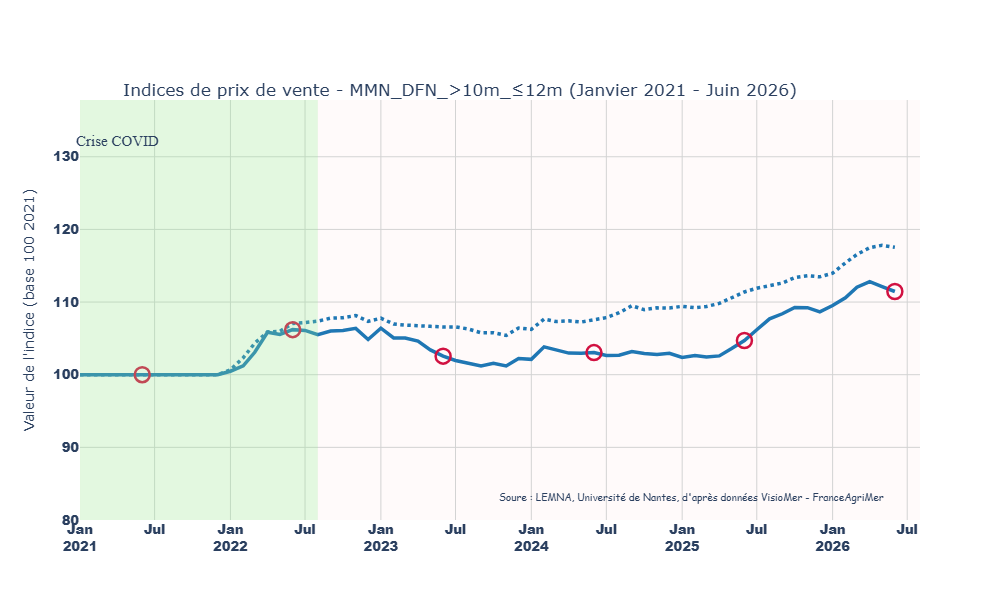 Indices de prix de vente - MMN_DFN_>10m_≤12m (Janvier 2021 - Juin 2026)
Crise COVID
Valeur de l'indice (base 100 2021)
130
120
110
100
90
80
Soure : LEMNA, Université de Nantes, d'après données VisioMer - FranceAgriMer
Jan Jul Jan Jul Jan Jul Jan Jul Jan Jul Jan Jul
2021 2022 2023 2024 2025 2026